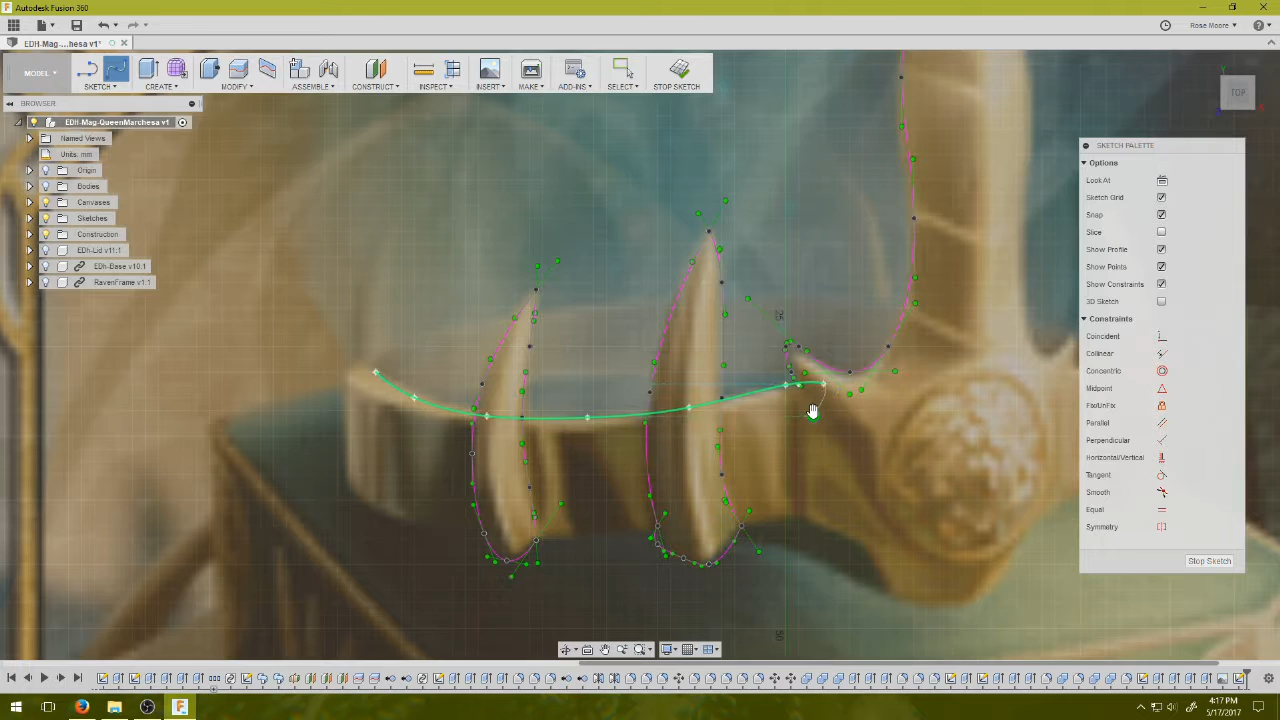 Autodesk Fusion 360
Rose Moore
EDH-Mag-...hesa v1*
MODEL
SKETCH
CREATE
MODIFY
ASSEMBLE
CONSTRUCT
INSPECT
INSERT
MAKE
ADD-INS
SELECT
STOP SKETCH
BROWSER
EDH-Mag-QueenMarchesa v1
Named Views
Units: mm
Origin
Bodies
Canvases
Sketches
Construction
EDh-Lid v11:1
EDh-Base v10:1
RavenFrame v1:1
TOP
Y
25
50
SKETCH PALETTE
Options
Look At
Sketch Grid
Snap
Slice
Show Profile
Show Points
Show Constraints
3D Sketch
Constraints
Coincident
Collinear
Concentric
Midpoint
Fix/UnFix
Parallel
Perpendicular
Horizontal/Vertical
Tangent
Smooth
Equal
Symmetry
Stop Sketch
4:17 PM
5/17/2017